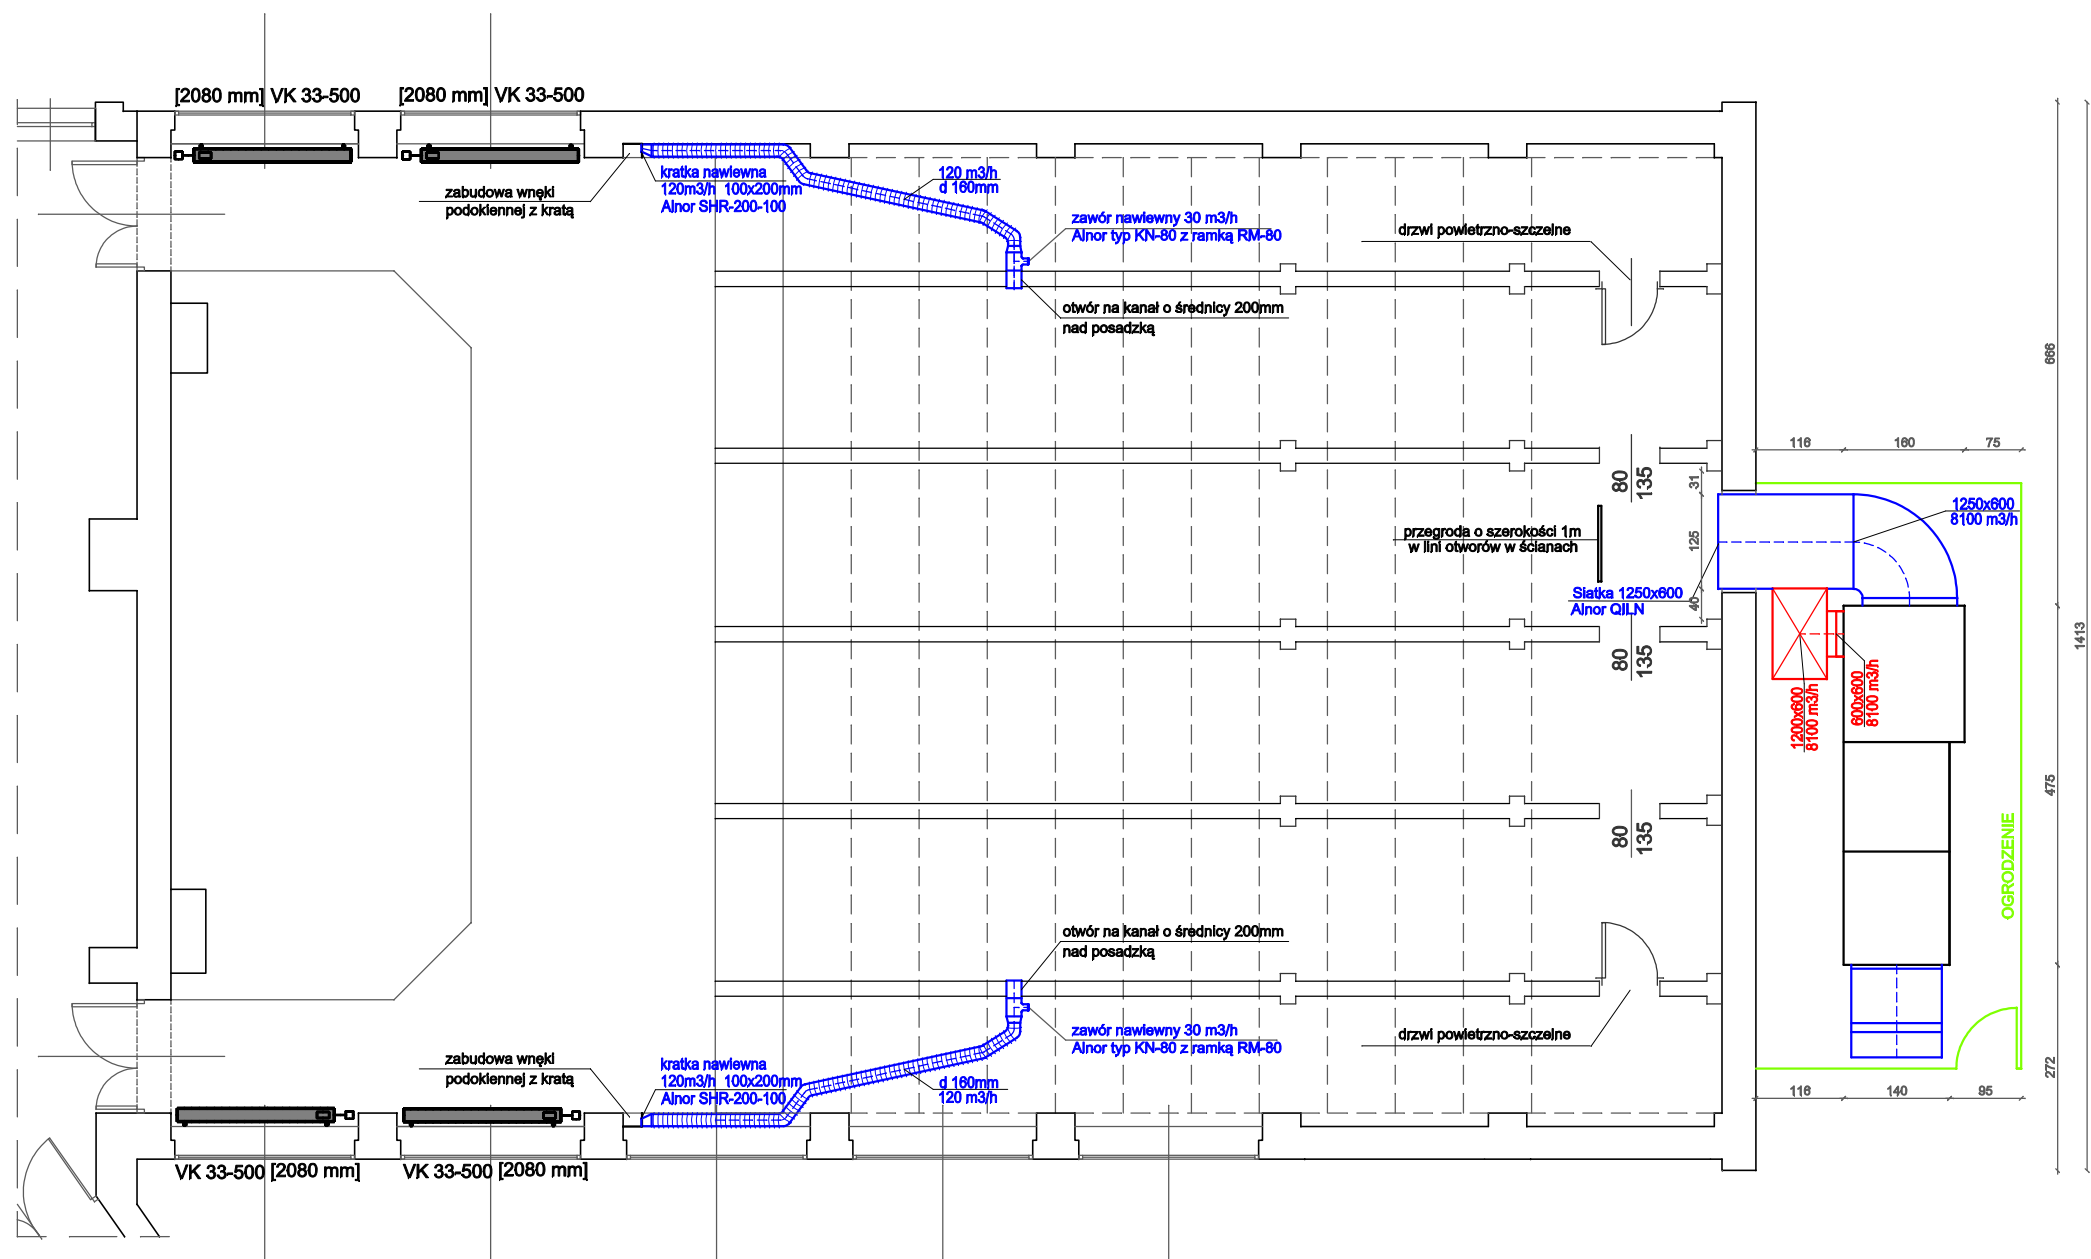 [2080 mm] VK 33-500
[2080 mm] VK 33-500
zabudowa wnęki
podokiennej z kratą
kratka nawiewna
120m3/h 100x200mm
Alnor SHR-200-100
120 m3/h
d 160mm
zawór nawiewny 30 m3/h
Alnor typ KN-80 z ramką RM-80
drzwi powietrzno-szczelne
otwór na kanał o średnicy 200mm
nad posadzką
666
1413
116
160
75
80
135
31
125
40
przegroda o szerokości 1m
w lini otworów w ścianach
1250x600
8100 m3/h
Siatka 1250x600
Alnor QILN
80
135
1200x600
8100 m3/h
600x600
8100 m3/h
475
80
135
OGRODZENIE
otwór na kanał o średnicy 200mm
nad posadzką
zawór nawiewny 30 m3/h
Alnor typ KN-80 z ramką RM-80
drzwi powietrzno-szczelne
zabudowa wnęki
podokiennej z kratą
kratka nawiewna
120m3/h 100x200mm
Alnor SHR-200-100
d 160mm
120 m3/h
272
116
140
95
VK 33-500 [2080 mm]
VK 33-500 [2080 mm]